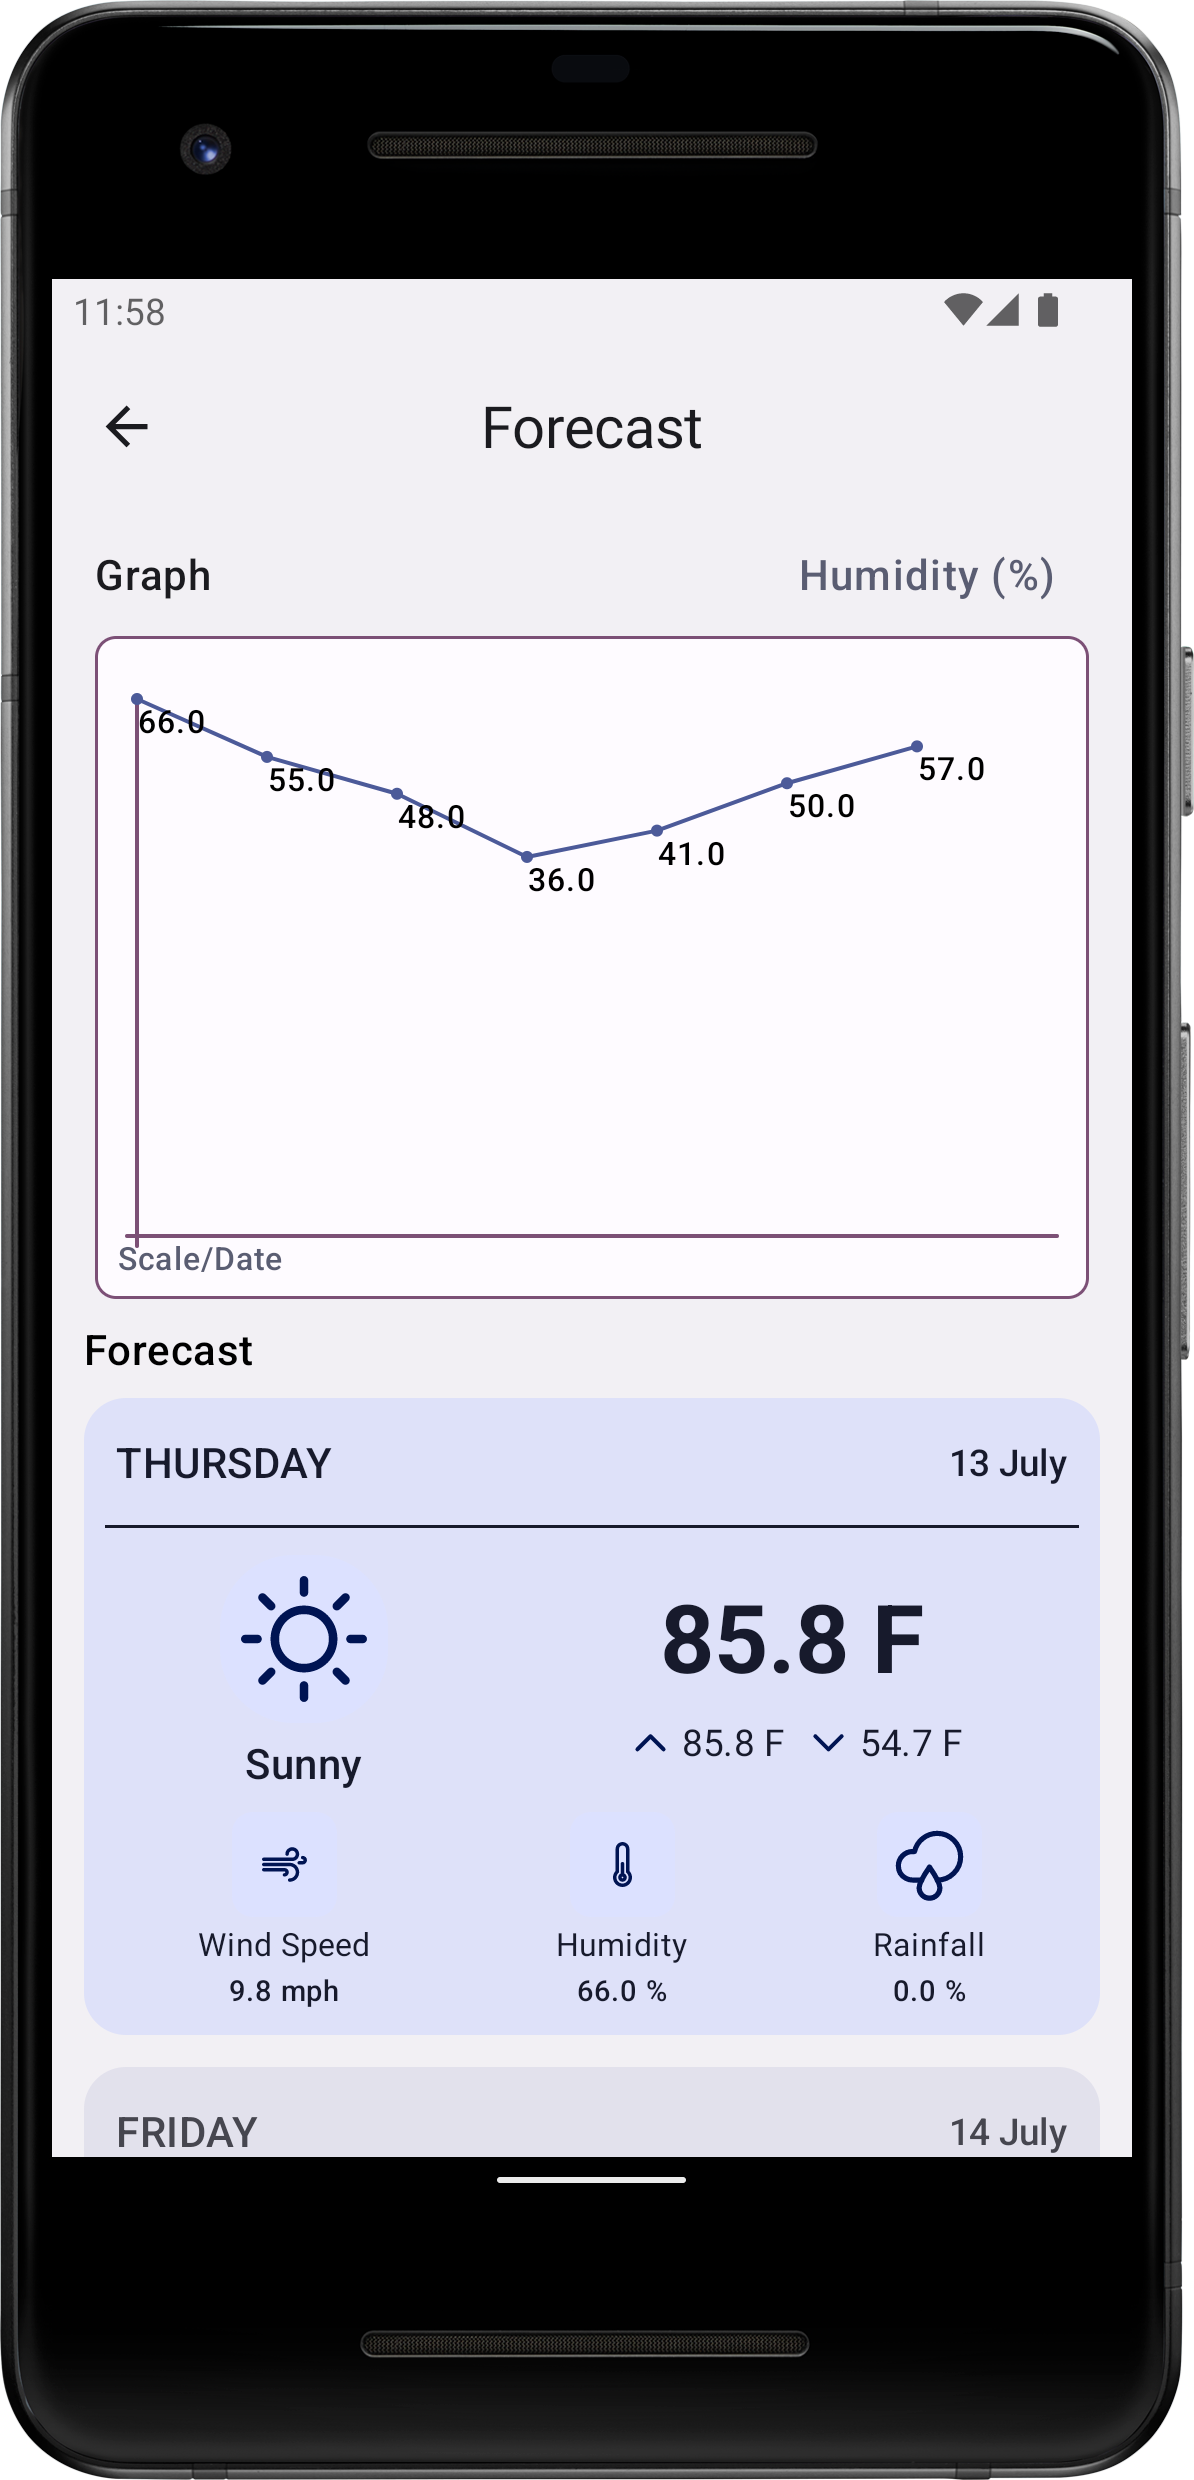 11:58
Forecast
Graph Humidity (%)
66.0
55.0
48.0
36.0
41.0
50.0
57.0
Scale/Date
Forecast
THURSDAY 13 July
85.8 F
85.8 F 54.7 F
Sunny
Wind Speed Humidity Rainfall
9.8 mph 66.0 % 0.0 %
FRIDAY 14 July